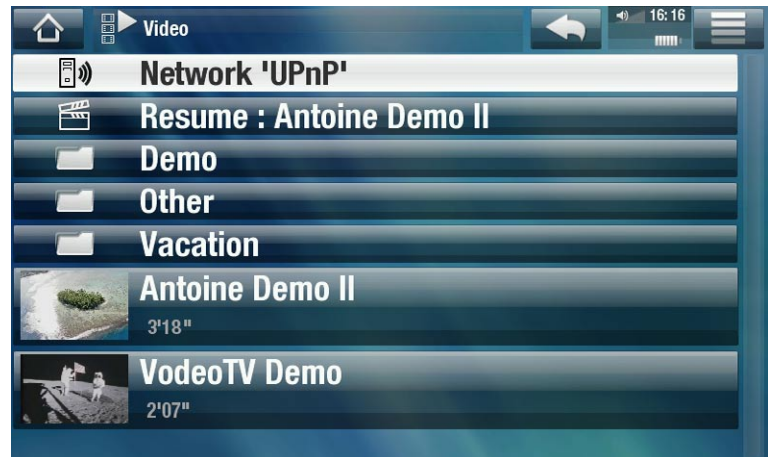 Video
16:16
Network 'UPnP'
Resume : Antoine Demo II
Demo
Other
Vacation
Antoine Demo II
3'18"
VodeoTV Demo
2'07"